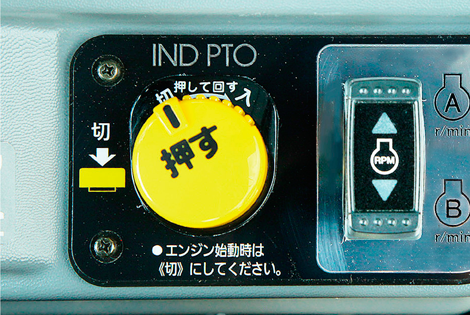 IND PTO
切 押して回す 入
切
押す
RPM
A
r/min
B
r/min
● エンジン始動時は
《切》にしてください。